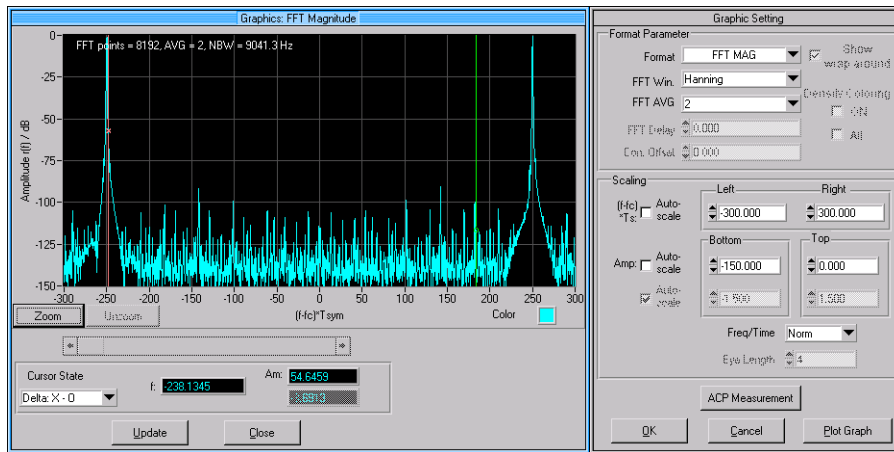 Graphics: FFT Magnitude
FFT points = 8192, AVG = 2, NBW = 9041.3 Hz
Amplitude r(f) / dB
0-
-25-
-50-
-75-
-100-
-125-
-150-
-300 -250 -200 -150 -100 -50 0 50 100 150 200 250 300
Zoom Unzoom (f-fc)*Tsym Color
Cursor State
Delta: X - O
f: -238.1345
Am: 54.6459
Update Close
Graphic Setting
Format Parameter
Format FFT MAG
Show wrap around
FFT Win. Hanning
Density Coloring
FFT AVG 2
ON
FFT Delay 0.000
All
Con. Offset 0.000
Scaling
Left Right
(f-fc)*Ts: Auto-scale -300.000 300.000
Bottom Top
Amp: Auto-scale -150.000 0.000
Auto-scale -1.500 1.500
Freq/Time Norm
Eye Length 4
ACP Measurement
OK Cancel Plot Graph